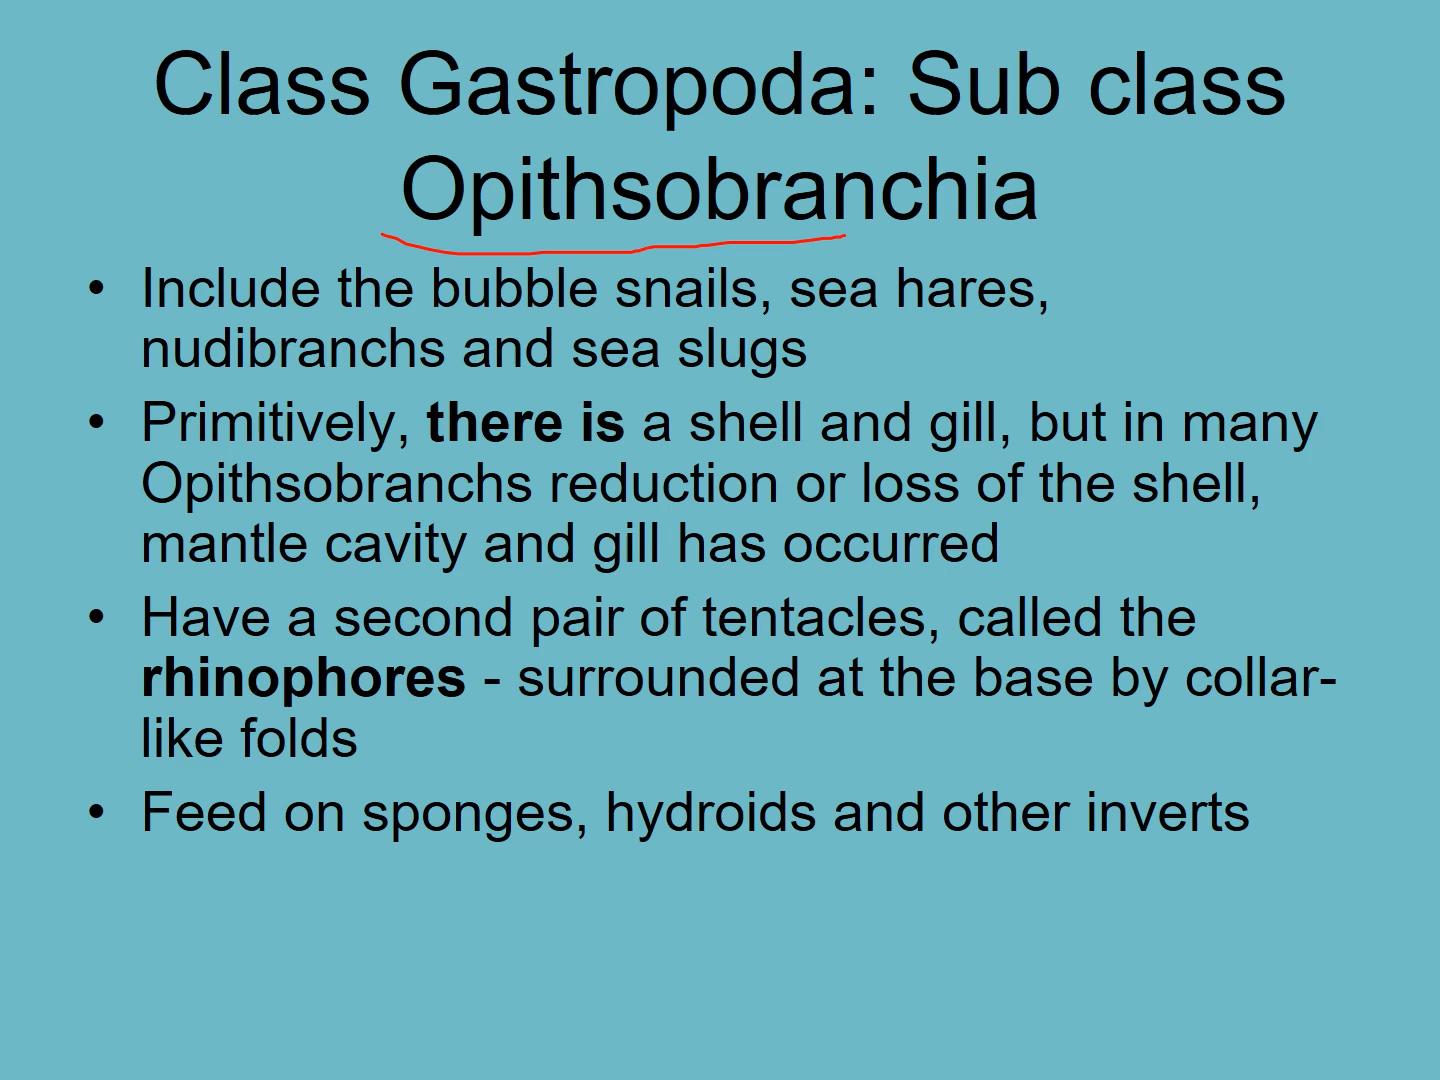 Class Gastropoda: Sub class
Opithsobranchia
• Include the bubble snails, sea hares,
nudibranchs and sea slugs
• Primitively, there is a shell and gill, but in many
Opithsobranchs reduction or loss of the shell,
mantle cavity and gill has occurred
• Have a second pair of tentacles, called the
rhinophores - surrounded at the base by collar-
like folds
• Feed on sponges, hydroids and other inverts